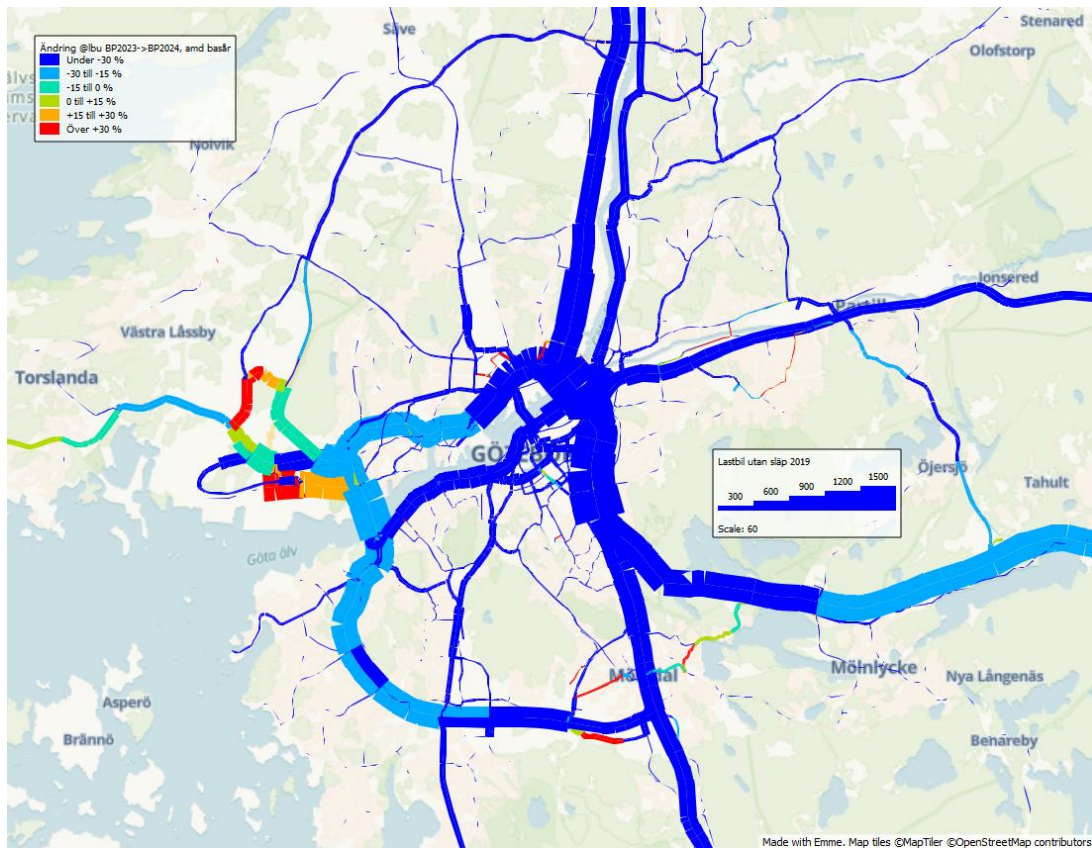 Stenared
Säve
Olofstorp
Ändring @lbu BP2023->BP2024, amd basår
Under -30 %
-30 till -15 %
-15 till 0 %
0 till +15 %
+15 till +30 %
Över +30 %
Nolvik
Jonsered
Västra Låssby
Torslanda
Lastbil utan släp 2019
300 600 900 1200 1500
Scale: 60
Öjersjö
Tahult
Göta älv
Mölnlycke
Nya Långenäs
Asperö
Brännö
Benareby
Made with Emme. Map tiles ©MapTiler ©OpenStreetMap contributors